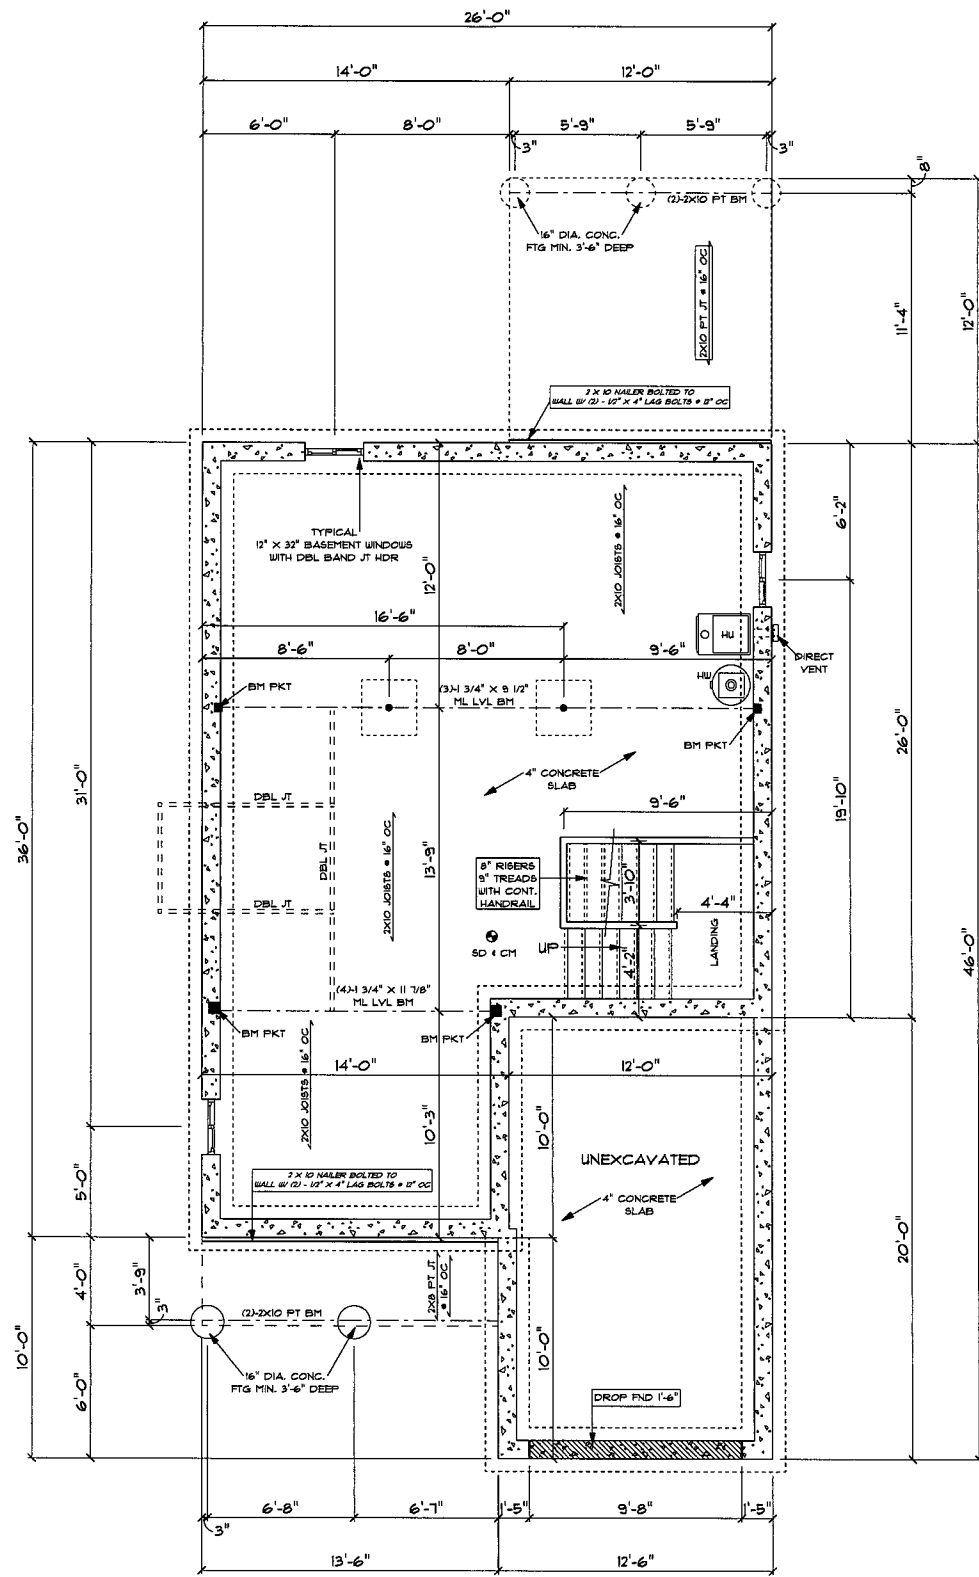 26'-0"
14'-0"
12'-0"
6'-0"
8'-0"
5'-9"
5'-9"
3"
3"
8"
(2)-2X10 PT BM
16" DIA. CONC.
FTG MIN. 3'-6" DEEP
2X10 PT JT @ 16" OC
11'-4"
12'-0"
2 X 10 NAILER BOLTED TO
WALL W/ (2) - 1/2" X 4" LAG BOLTS @ 12" OC
TYPICAL
12" X 32" BASEMENT WINDOWS
WITH DBL BAND JT HDR
12'-0"
2X10 JOISTS @ 16" OC
6'-2"
16'-6"
HU
8'-6"
8'-0"
9'-6"
DIRECT
VENT
HW
BM PKT
(3)-1 3/4" X 9 1/2"
ML LVL BM
BM PKT
26'-0"
31'-0"
4" CONCRETE
SLAB
19'-10"
36'-0"
DBL JT
DBL JT
DBL JT
2X10 JOISTS @ 16" OC
13'-9"
9'-6"
8" RISERS
9" TREADS
WITH CONT.
HANDRAIL
3'-10"
4'-4"
LANDING
UP
4'-2"
SD & CM
46'-0"
(4)-1 3/4" X 11 7/8"
ML LVL BM
BM PKT
BM PKT
2X10 JOISTS @ 16" OC
14'-0"
12'-0"
10'-3"
10'-0"
UNEXCAVATED
4" CONCRETE
SLAB
5'-0"
2 X 10 NAILER BOLTED TO
WALL W/ (2) - 1/2" X 4" LAG BOLTS @ 12" OC
20'-0"
4'-0"
3'-9"
3"
2X8 PT JT
@ 16" OC
(2)-2X10 PT BM
10'-0"
10'-0"
6'-0"
16" DIA. CONC.
FTG MIN. 3'-6" DEEP
DROP FND 1'-6"
6'-8"
6'-7"
1'-5"
9'-8"
1'-5"
3"
13'-6"
12'-6"